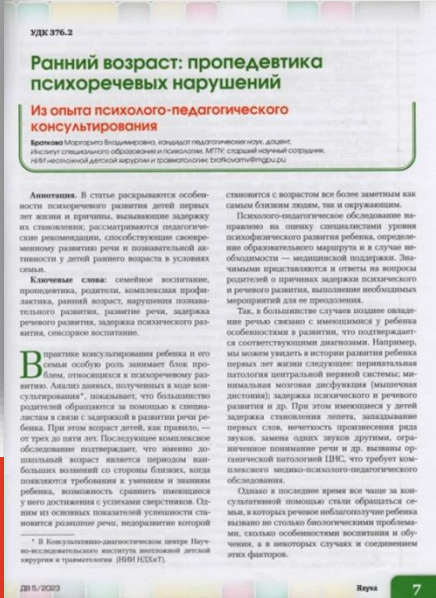 УДК 376.2
Ранний возраст: пропедевтика
психоречевых нарушений
Из опыта психолого-педагогического
консультирования
Браткова Маргарита Владимировна, кандидат педагогических наук, доцент,
Институт специального образования и психологии, МГПУ; старший научный сотрудник,
НИИ неотложной детской хирургии и травматологии; bratkovamv@mgpu.ru
Аннотация. В статье раскрываются особен-
ности психоречевого развития детей первых
лет жизни и причины, вызывающие задержку
их становления; рассматриваются педагогиче-
ские рекомендации, способствующие своевре-
менному развитию речи и познавательной ак-
тивности у детей раннего возраста в условиях
семьи.
Ключевые слова: семейное воспитание,
пропедевтика, родители, комплексная профи-
лактика, ранний возраст, нарушения познава-
тельного развития, развитие речи, задержка
речевого развития, задержка психического раз-
вития, сенсорное воспитание.
В практике консультирования ребенка и его
семьи особую роль занимает блок проб-
лем, относящихся к психоречевому раз-
витию. Анализ данных, полученных в ходе кон-
сультирования*, показывает, что большинство
родителей обращаются за помощью к специа-
листам в связи с задержкой в развитии речи ре-
бенка. При этом возраст детей, как правило, —
от трех до пяти лет. Последующее комплексное
обследование подтверждает, что именно до-
школьный возраст является периодом наи-
больших волнений со стороны близких, когда
появляются требования к умениям и знаниям
ребенка, возможность сравнить имеющиеся
у него достижения с успехами сверстников. Од-
ним из основных показателей успешности ста-
новится развитие речи, недоразвитие которой
* В Консультативно-диагностическом центре Науч-
но-исследовательского института неотложной детской
хирургии и травматологии (НИИ НДХиТ).
становится с возрастом все более заметным как
самым близким людям, так и окружающим.
Психолого-педагогическое обследование на-
правлено на оценку специалистами уровня
психофизического развития ребенка, определе-
ние образовательного маршрута и в случае не-
обходимости — медицинской поддержки. Зна-
чимыми представляются и ответы на вопросы
родителей о причинах задержки психического
и речевого развития, выполнение необходимых
мероприятий для ее преодоления.
Так, в большинстве случаев позднее овладе-
ние речью связано с имеющимися у ребенка
особенностями в развитии, что подтверждает-
ся соответствующими диагнозами. Например,
мы можем увидеть в истории развития ребенка
первых лет жизни следующее: перинатальная
патология центральной нервной системы; ми-
нимальная мозговая дисфункция (мышечная
дистония); задержка психического и речевого
развития и др. При этом имеющиеся у детей
задержка становления лепета, запаздывание
первых слов, нечеткость произнесения ряда
звуков, замена одних звуков другими, огра-
ниченное понимание речи и др. вызваны ор-
ганической патологией ЦНС, что требует ком-
плексного медико-психолого-педагогического
обследования.
Однако в последнее время все чаще за кон-
сультативной помощью стали обращаться се-
мьи, в которых речевое неблагополучие ребенка
вызвано не столько биологическими проблема-
ми, сколько особенностями воспитания и обу-
чения, а в некоторых случаях и соединением
этих факторов.
ДВ 5/2023
Наука
7